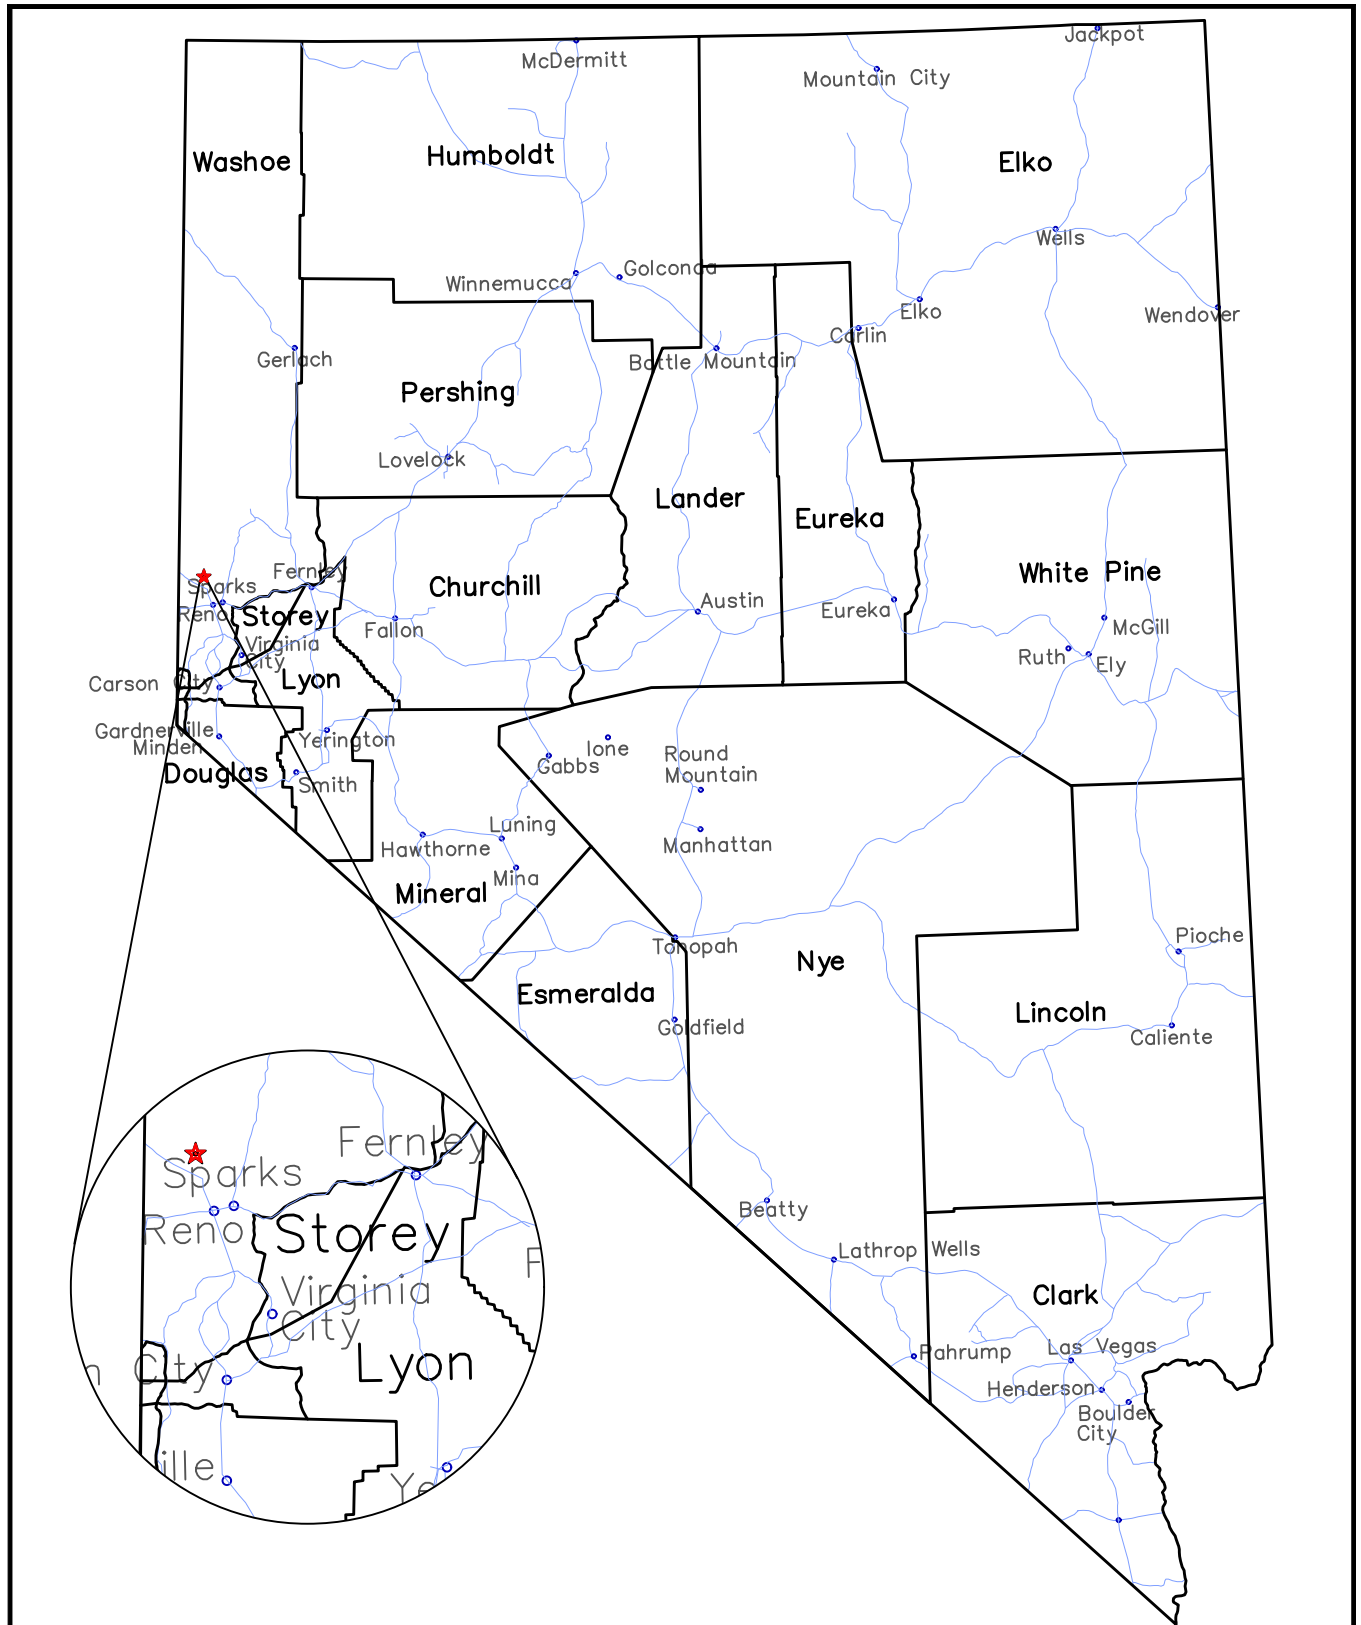 Jackpot
McDermitt
Mountain City
Washoe
Humboldt
Elko
Wells
Winnemucca
Golconda
Elko
Wendover
Gerlach
Battle Mountain
Carlin
Pershing
Lovelock
Lander
Eureka
Fernley
Sparks
Churchill
White Pine
Reno
Storey
Fallon
Austin
Eureka
McGill
Virginia
City
Ruth
Ely
Carson City
Lyon
Gardnerville
Minden
Yerington
Gabbs
Ione
Round
Mountain
Douglas
Smith
Luning
Hawthorne
Manhattan
Mina
Mineral
Tonopah
Nye
Pioche
Esmeralda
Goldfield
Lincoln
Caliente
Fernley
Sparks
Reno
Storey
F
Virginia
City
n City
Lyon
ille
Ye
Beatty
Lathrop Wells
Clark
Pahrump
Las Vegas
Henderson
Boulder
City